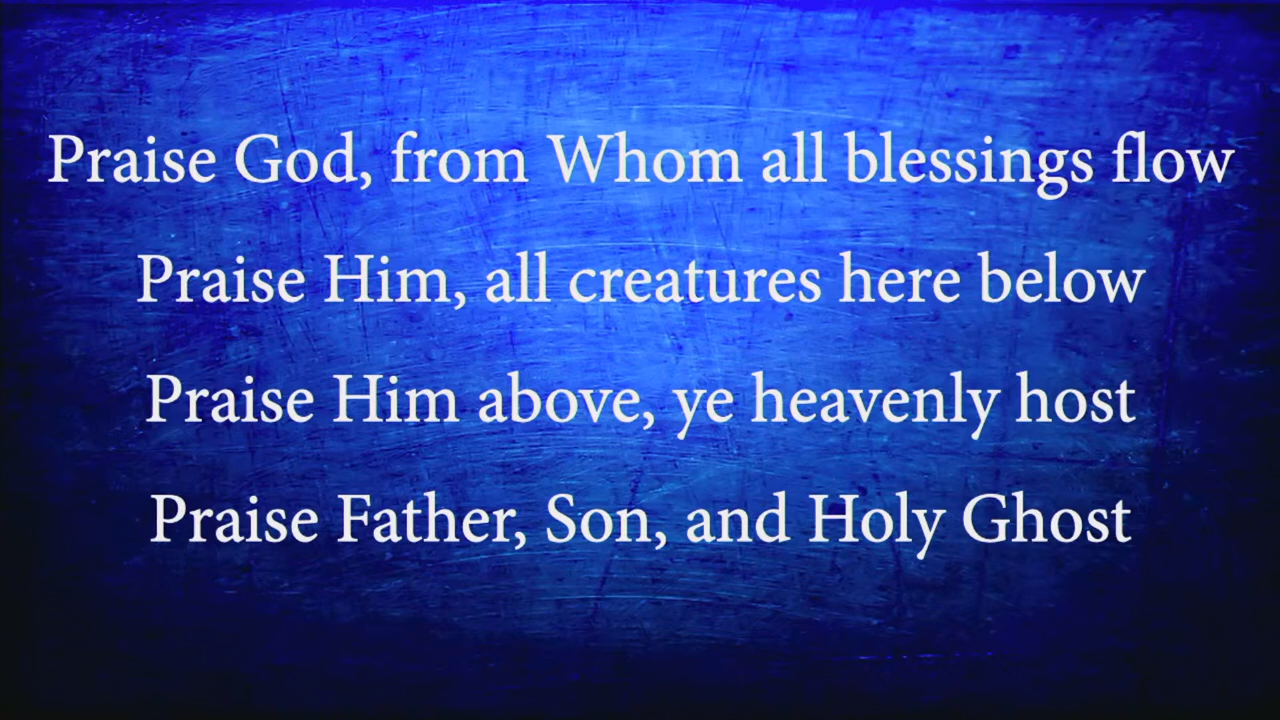 Praise God, from Whom all blessings flow
Praise Him, all creatures here below
Praise Him above, ye heavenly host
Praise Father, Son, and Holy Ghost